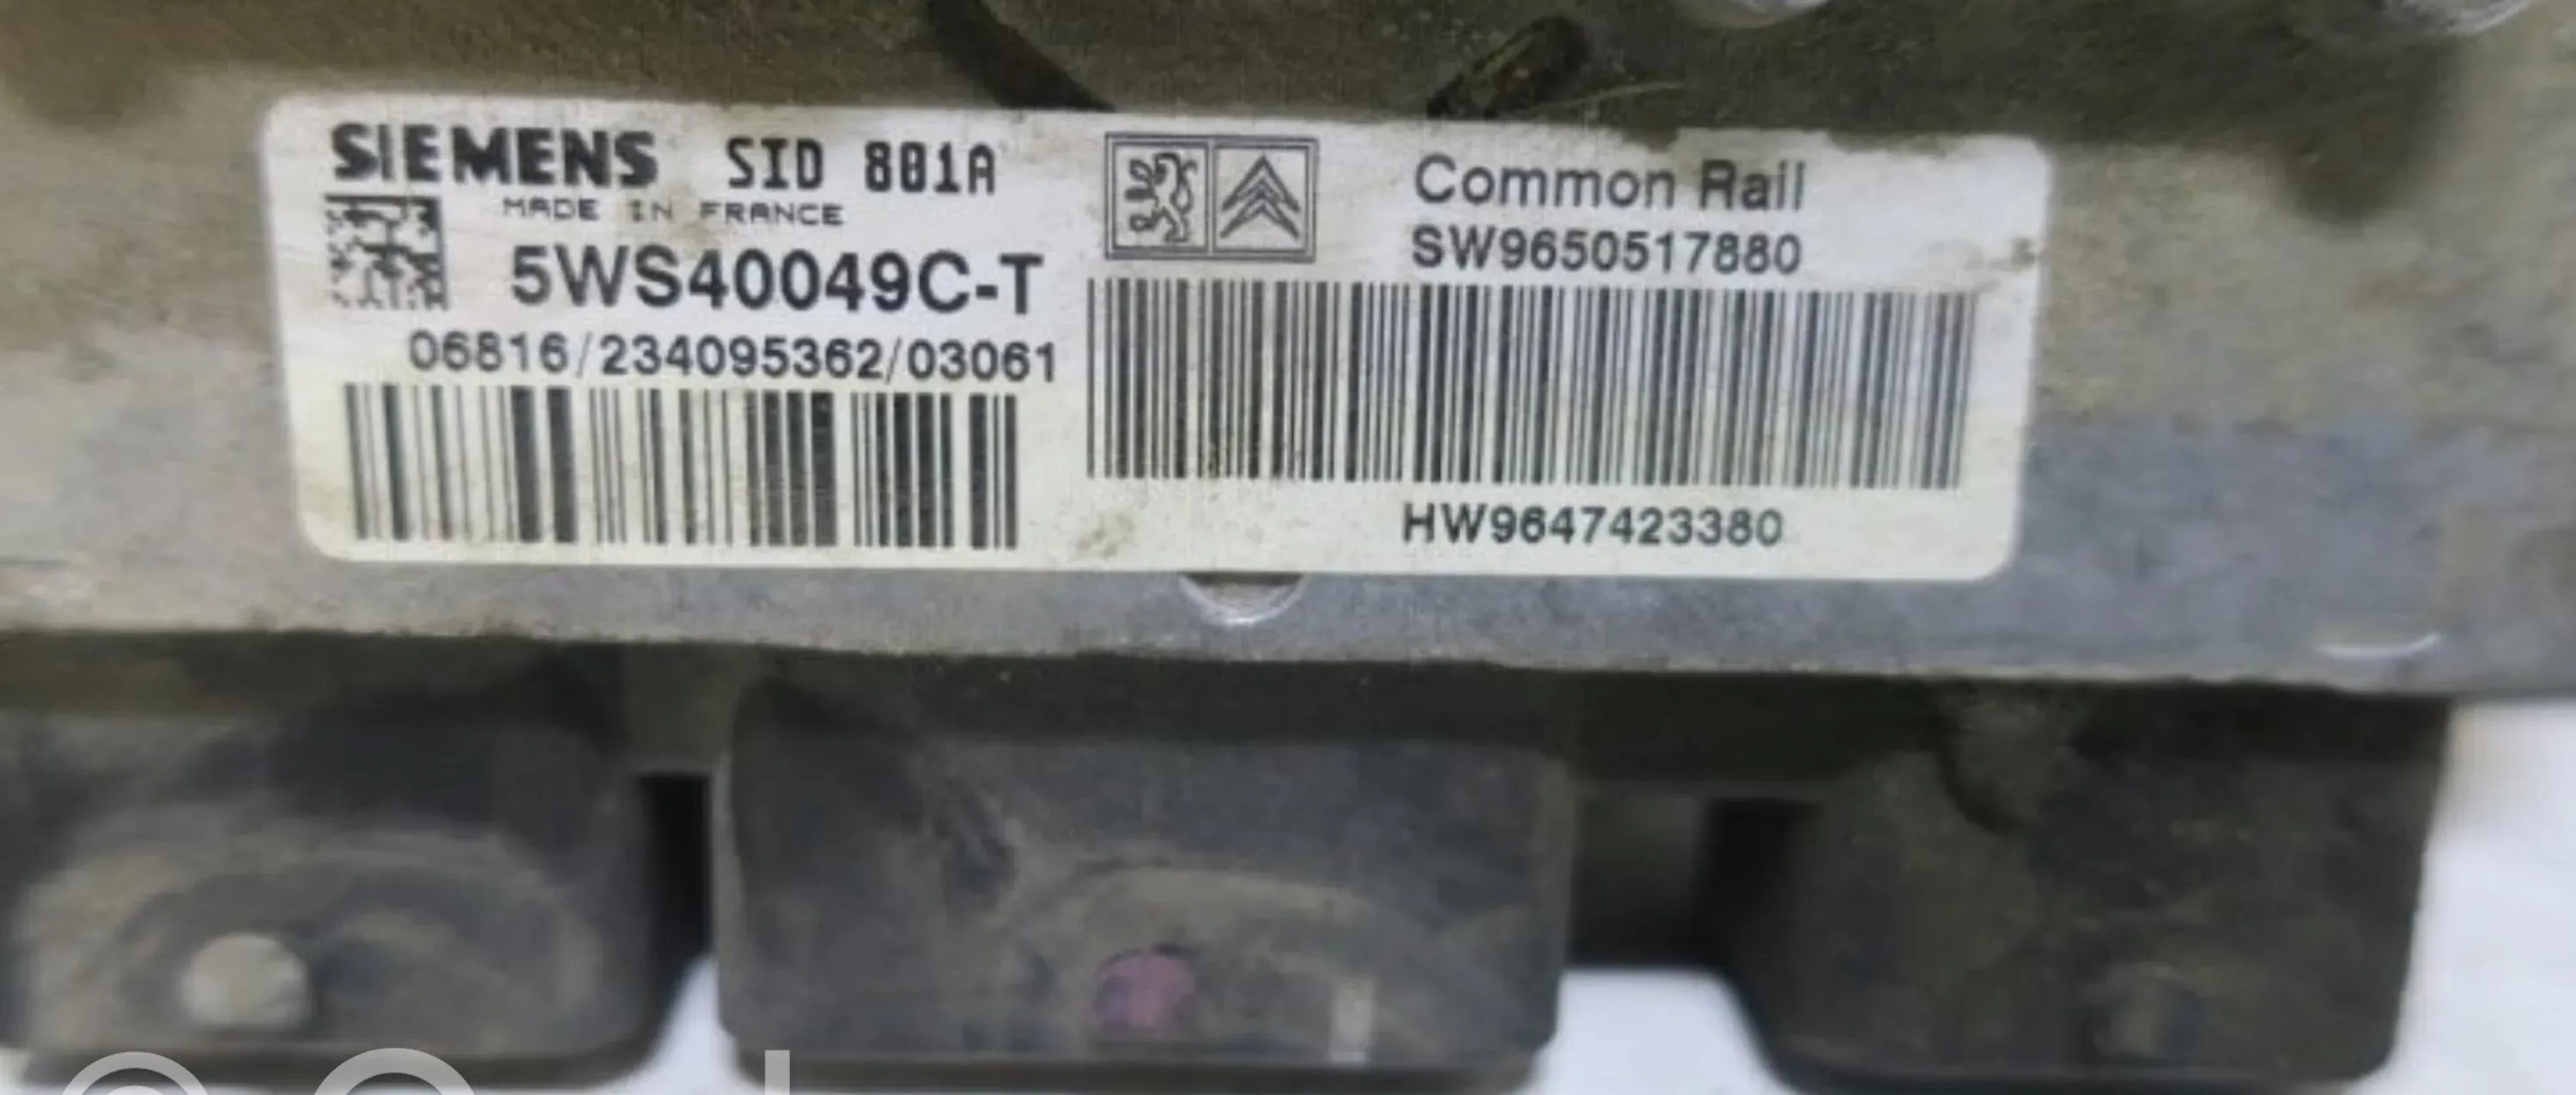 SIEMENS SID 801A
MADE IN FRANCE
5WS40049C-T
06816/234095362/03061
Common Rail
SW9650517880
HW9647423380